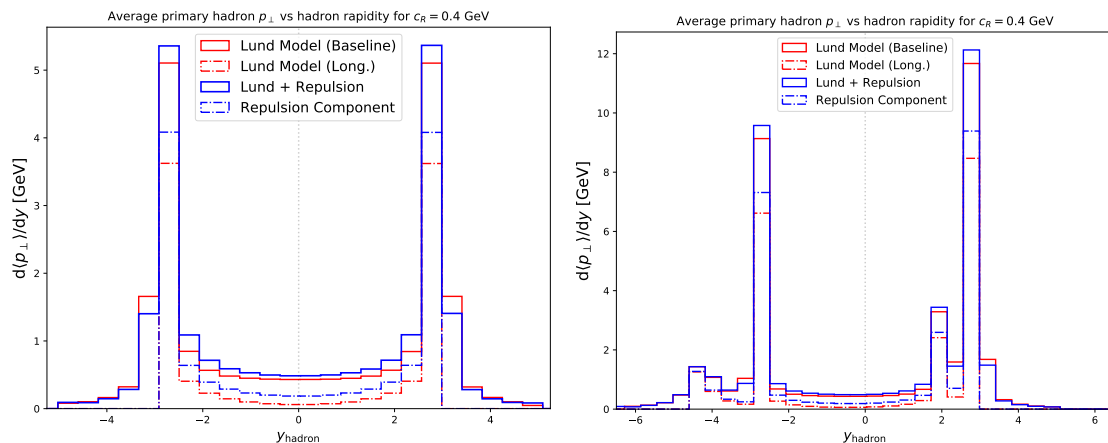 Average primary hadron p⊥ vs hadron rapidity for c_R = 0.4 GeV
Lund Model (Baseline)
Lund Model (Long.)
Lund + Repulsion
Repulsion Component
d⟨p⊥⟩/dy [GeV]
5
4
3
2
1
0
−4 −2 0 2 4
y_hadron
Average primary hadron p⊥ vs hadron rapidity for c_R = 0.4 GeV
Lund Model (Baseline)
Lund Model (Long.)
Lund + Repulsion
Repulsion Component
d⟨p⊥⟩/dy [GeV]
12
10
8
6
4
2
0
−6 −4 −2 0 2 4 6
y_hadron